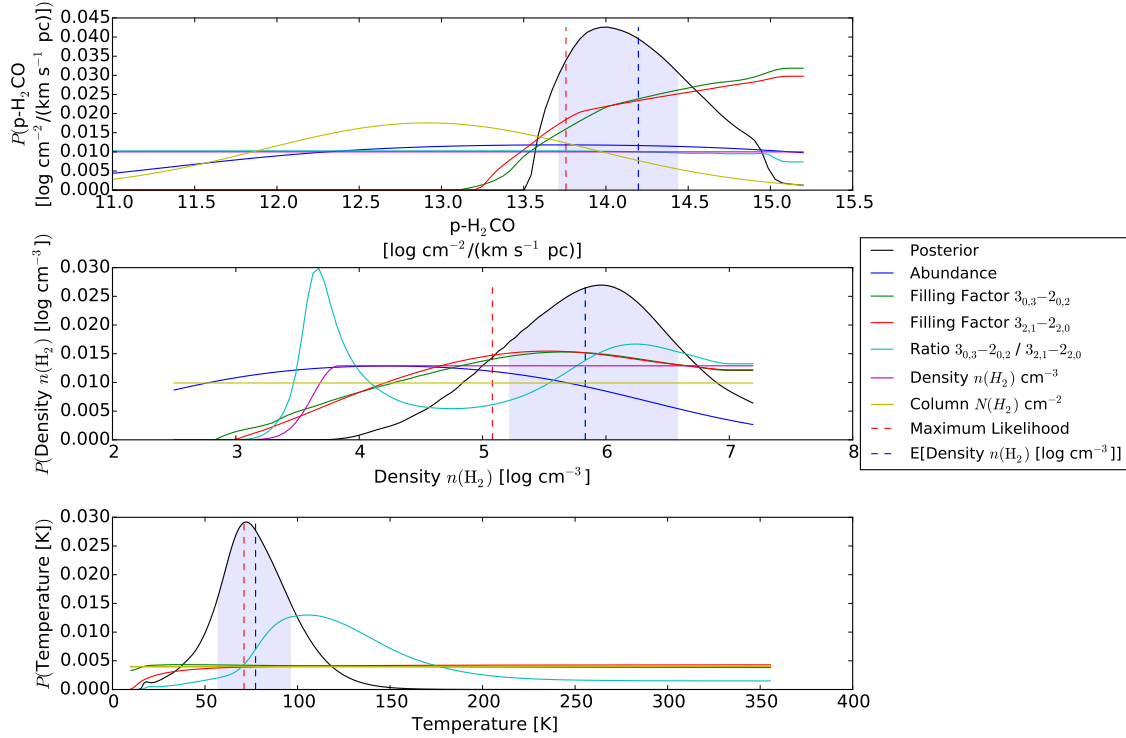 P(p-H₂CO
[log cm⁻²/(km s⁻¹ pc)])
0.045
0.040
0.035
0.030
0.025
0.020
0.015
0.010
0.005
0.000
11.0 11.5 12.0 12.5 13.0 13.5 14.0 14.5 15.0 15.5
p-H₂CO
[log cm⁻²/(km s⁻¹ pc)]
P(Density n(H₂) [log cm⁻³])
0.030
0.025
0.020
0.015
0.010
0.005
0.000
2 3 4 5 6 7 8
Density n(H₂) [log cm⁻³]
Posterior
Abundance
Filling Factor 3₀,₃−2₀,₂
Filling Factor 3₂,₁−2₂,₀
Ratio 3₀,₃−2₀,₂ / 3₂,₁−2₂,₀
Density n(H₂) cm⁻³
Column N(H₂) cm⁻²
Maximum Likelihood
E[Density n(H₂) [log cm⁻³]]
P(Temperature [K])
0.030
0.025
0.020
0.015
0.010
0.005
0.000
0 50 100 150 200 250 300 350 400
Temperature [K]